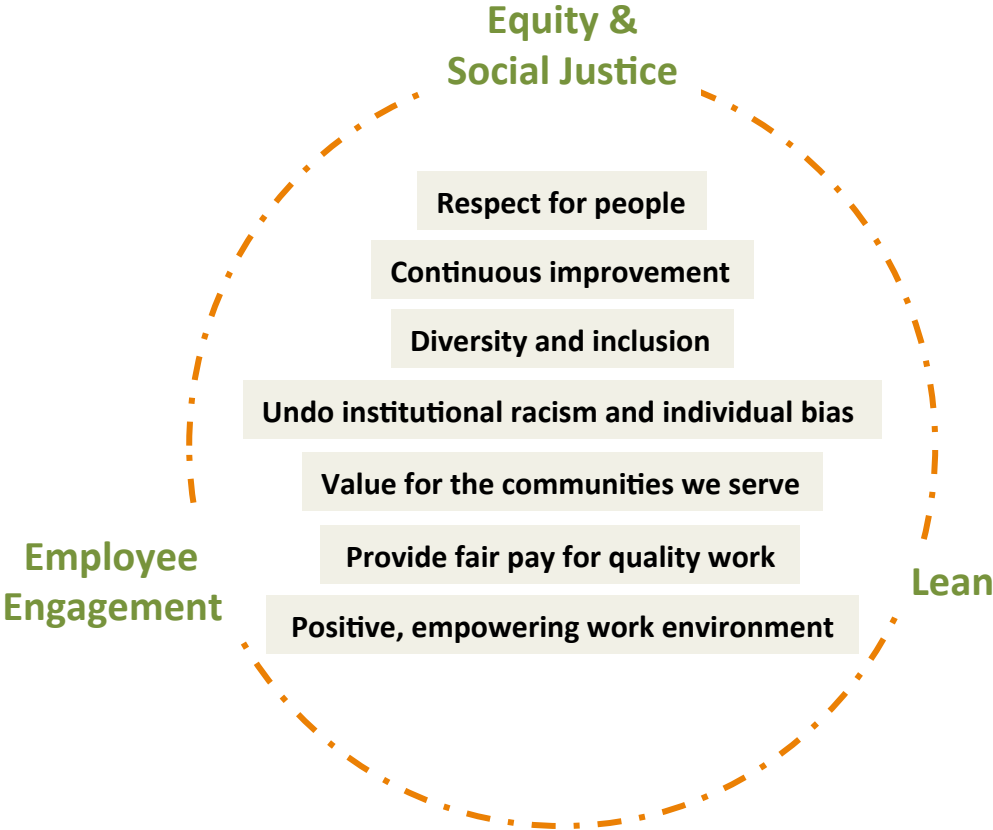 Equity &
Social Justice
Respect for people
Continuous improvement
Diversity and inclusion
Undo institutional racism and individual bias
Value for the communities we serve
Provide fair pay for quality work
Positive, empowering work environment
Employee
Engagement
Lean